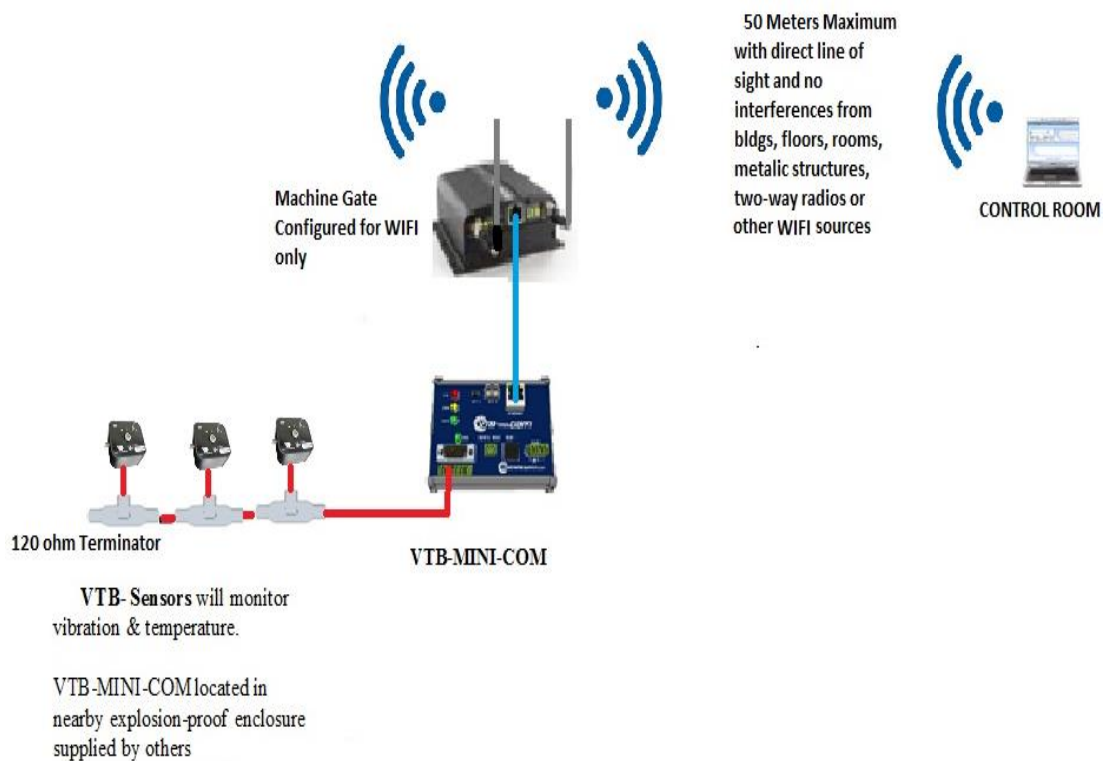 50 Meters Maximum
with direct line of
sight and no
interferences from
bldgs, floors, rooms,
metalic structures,
two-way radios or
other WIFI sources
Machine Gate
Configured for WIFI
only
CONTROL ROOM
120 ohm Terminator
VTB-MINI-COM
VTB- Sensors will monitor
vibration & temperature.
VTB-MINI-COM located in
nearby explosion-proof enclosure
supplied by others